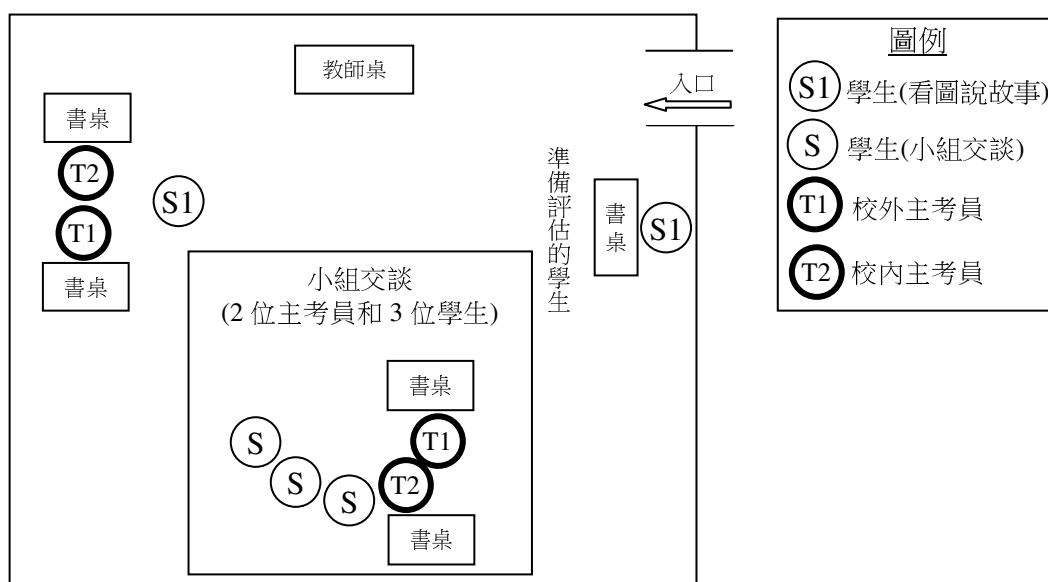 教師桌
入口
書桌
T2
S1
T1
書桌
準備評估的學生
書桌
S1
小組交談
(2 位主考員和 3 位學生)
書桌
T1
S
S
S
T2
書桌
圖例
S1 學生(看圖說故事)
S 學生(小組交談)
T1 校外主考員
T2 校內主考員